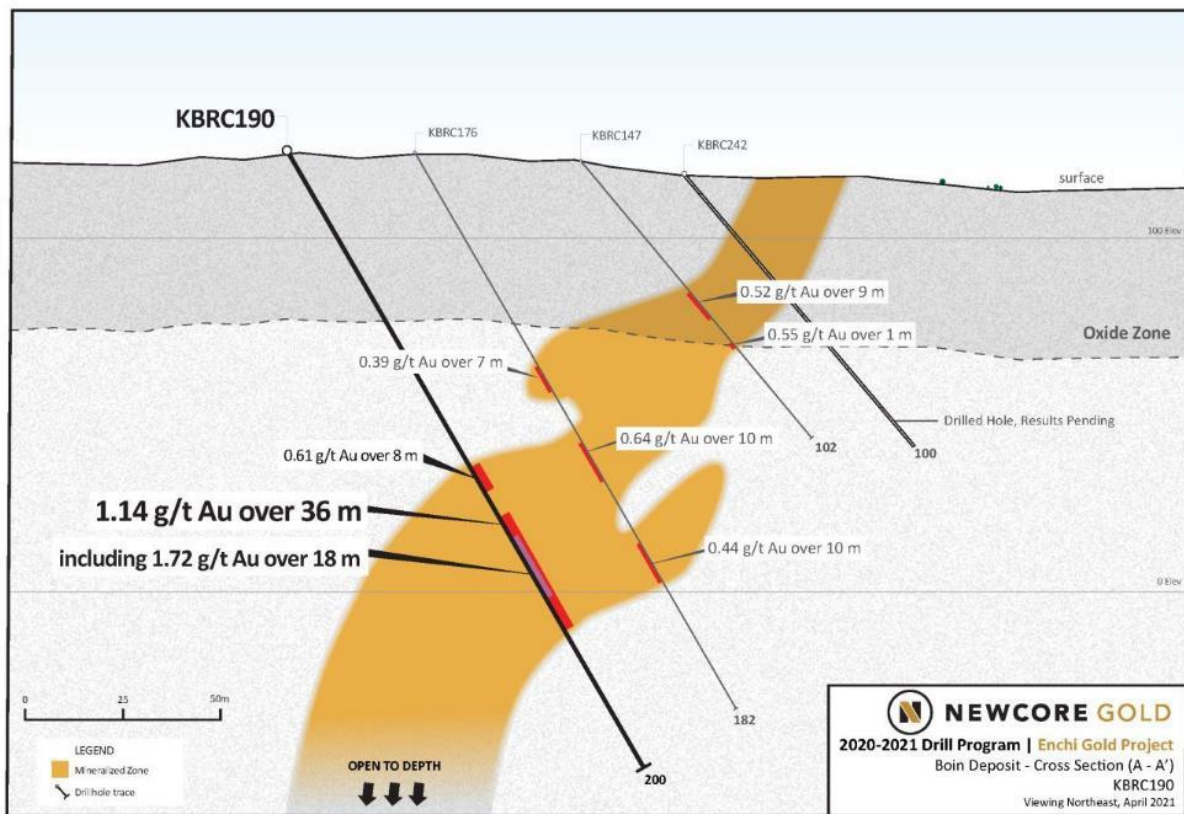 KBRC190
KBRC176
KBRC147
KBRC242
surface
100 Elev
0.52 g/t Au over 9 m
0.55 g/t Au over 1 m
Oxide Zone
0.39 g/t Au over 7 m
Drilled Hole, Results Pending
0.64 g/t Au over 10 m
102
100
0.61 g/t Au over 8 m
1.14 g/t Au over 36 m
including 1.72 g/t Au over 18 m
0.44 g/t Au over 10 m
0 Elev
0 25 50m
182
LEGEND
Mineralized Zone
Drillhole trace
OPEN TO DEPTH
200
N NEWCORE GOLD
2020-2021 Drill Program | Enchi Gold Project
Boin Deposit - Cross Section (A - A')
KBRC190
Viewing Northeast, April 2021